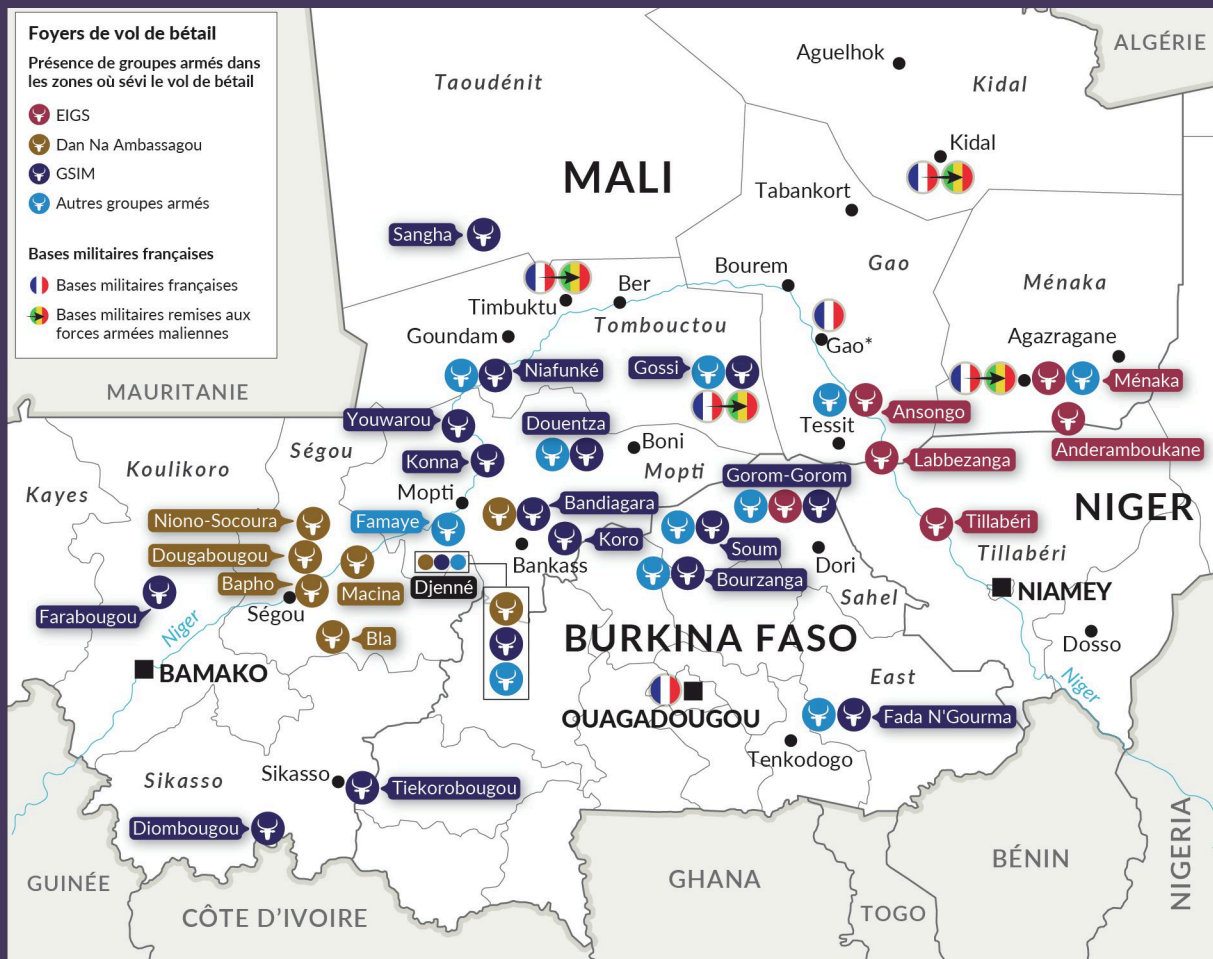 Foyers de vol de bétail
Présence de groupes armés dans
les zones où sévi le vol de bétail
EIGS
Dan Na Ambassagou
GSIM
Autres groupes armés
Bases militaires françaises
Bases militaires françaises
Bases militaires remises aux
forces armées maliennes
ALGÉRIE
Aguelhok
Taoudénit
Kidal
Kidal
MALI
Tabankort
Sangha
Gao
Bourem
Ber
Ménaka
Timbuktu
Tombouctou
Goundam
Gao*
Agazragane
Niafunké
Gossi
Ménaka
MAURITANIE
Youwarou
Douentza
Ansongo
Tessit
Ségou
Boni
Anderamboukane
Koulikoro
Konna
Mopti
Labbezanga
Gorom-Gorom
Kayes
Mopti
Bandiagara
NIGER
Niono-Socoura
Famaye
Tillabéri
Koro
Soum
Dougabougou
Tillabéri
Bankass
Dori
Bapho
Macina
Djenné
Bourzanga
NIAMEY
Farabougou
Ségou
Sahel
Niger
Bla
BURKINA FASO
Dosso
BAMAKO
East
Niger
OUAGADOUGOU
Fada N'Gourma
Tenkodogo
Sikasso
Sikasso
Tiekorobougou
Diombougou
GUINÉE
CÔTE D'IVOIRE
GHANA
TOGO
BÉNIN
NIGERIA